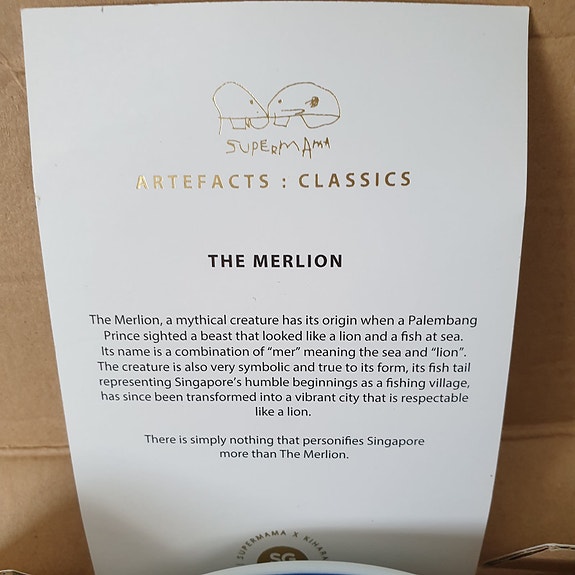 SUPERMAMA
ARTEFACTS : CLASSICS
THE MERLION
The Merlion, a mythical creature has its origin when a Palembang
Prince sighted a beast that looked like a lion and a fish at sea.
Its name is a combination of “mer” meaning the sea and “lion”.
The creature is also very symbolic and true to its form, its fish tail
representing Singapore’s humble beginnings as a fishing village,
has since been transformed into a vibrant city that is respectable
like a lion.
There is simply nothing that personifies Singapore
more than The Merlion.
SUPERMAMA X KIHARA
SG